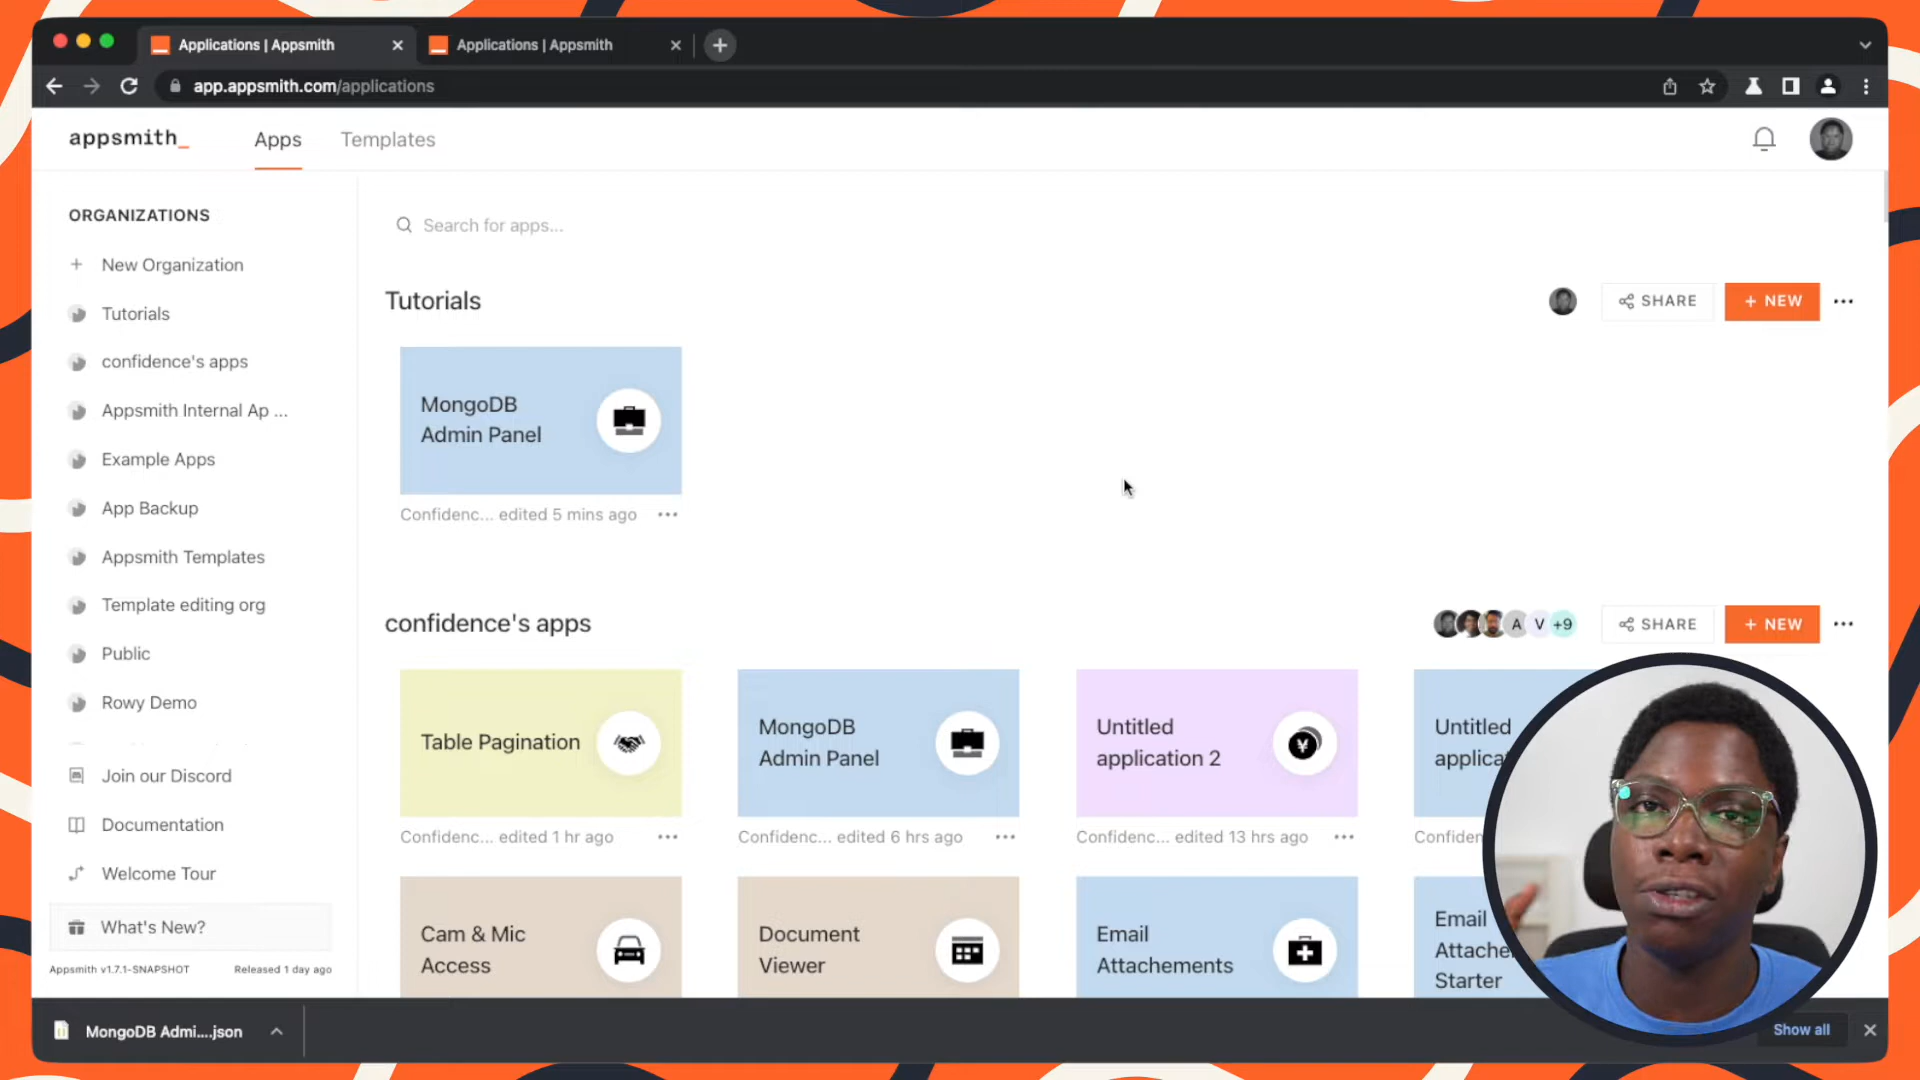 Applications | Appsmith
Applications | Appsmith
app.appsmith.com/applications
appsmith_
Apps
Templates
ORGANIZATIONS
New Organization
Tutorials
confidence's apps
Appsmith Internal Ap ...
Example Apps
App Backup
Appsmith Templates
Template editing org
Public
Rowy Demo
Join our Discord
Documentation
Welcome Tour
What's New?
Appsmith v1.7.1-SNAPSHOT
Released 1 day ago
Search for apps...
Tutorials
SHARE
+ NEW
MongoDB
Admin Panel
Confidenc... edited 5 mins ago
confidence's apps
A
V
+9
SHARE
+ NEW
Table Pagination
Confidenc... edited 1 hr ago
MongoDB
Admin Panel
Confidenc... edited 6 hrs ago
Untitled
application 2
Confidenc... edited 13 hrs ago
Untitled
Cam & Mic
Access
Document
Viewer
Email
Attachements
Email
Starter
MongoDB Admi....json
Show all